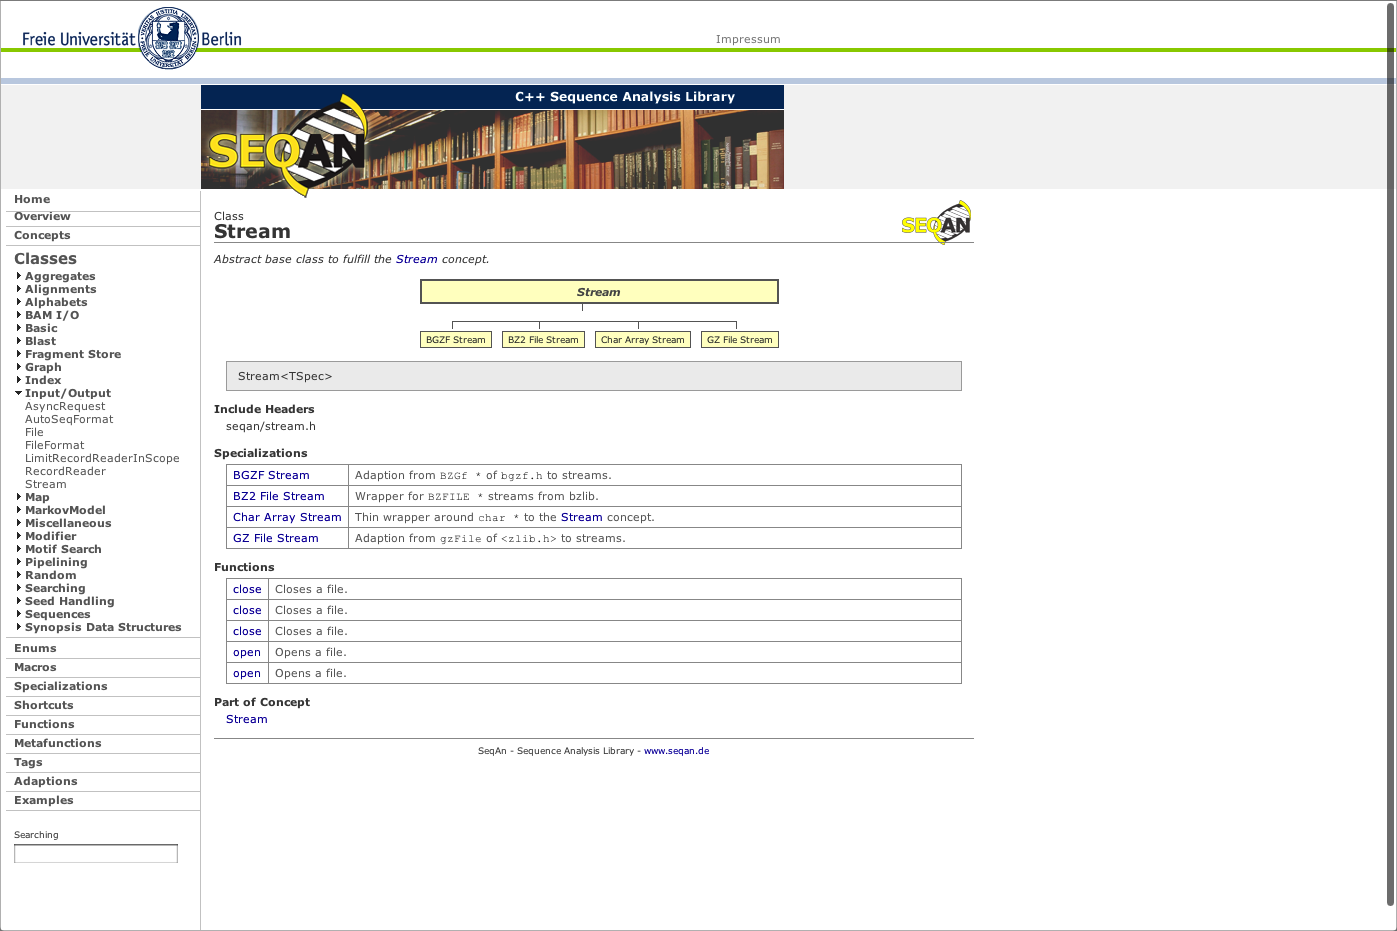 Freie Universität Berlin
Impressum
C++ Sequence Analysis Library
SEQAN
Home
Overview
Concepts
Classes
Aggregates
Alignments
Alphabets
BAM I/O
Basic
Blast
Fragment Store
Graph
Index
Input/Output
AsyncRequest
AutoSeqFormat
File
FileFormat
LimitRecordReaderInScope
RecordReader
Stream
Map
MarkovModel
Miscellaneous
Modifier
Motif Search
Pipelining
Random
Searching
Seed Handling
Sequences
Synopsis Data Structures
Enums
Macros
Specializations
Shortcuts
Functions
Metafunctions
Tags
Adaptions
Examples
Searching
Class
Stream
SEQAN
Abstract base class to fulfill the Stream concept.
Stream
BGZF Stream BZ2 File Stream Char Array Stream GZ File Stream
Stream<TSpec>
Include Headers
seqan/stream.h
Specializations
BGZF Stream Adaption from BZGf * of bgzf.h to streams.
BZ2 File Stream Wrapper for BZFILE * streams from bzlib.
Char Array Stream Thin wrapper around char * to the Stream concept.
GZ File Stream Adaption from gzFile of <zlib.h> to streams.
Functions
close Closes a file.
close Closes a file.
close Closes a file.
open Opens a file.
open Opens a file.
Part of Concept
Stream
SeqAn - Sequence Analysis Library - www.seqan.de